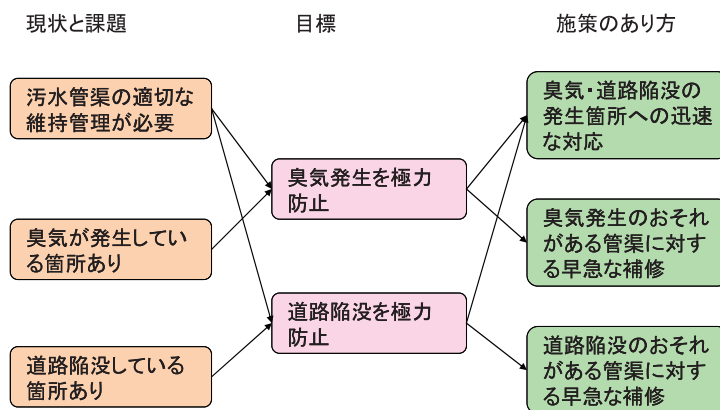 現状と課題
目標
施策のあり方
汚水管渠の適切な
維持管理が必要
臭気が発生してい
る箇所あり
道路陥没している
箇所あり
臭気発生を極力
防止
道路陥没を極力
防止
臭気・道路陥没の
発生箇所への迅速
な対応
臭気発生のおそれ
がある管渠に対す
る早急な補修
道路陥没のおそれ
がある管渠に対す
る早急な補修